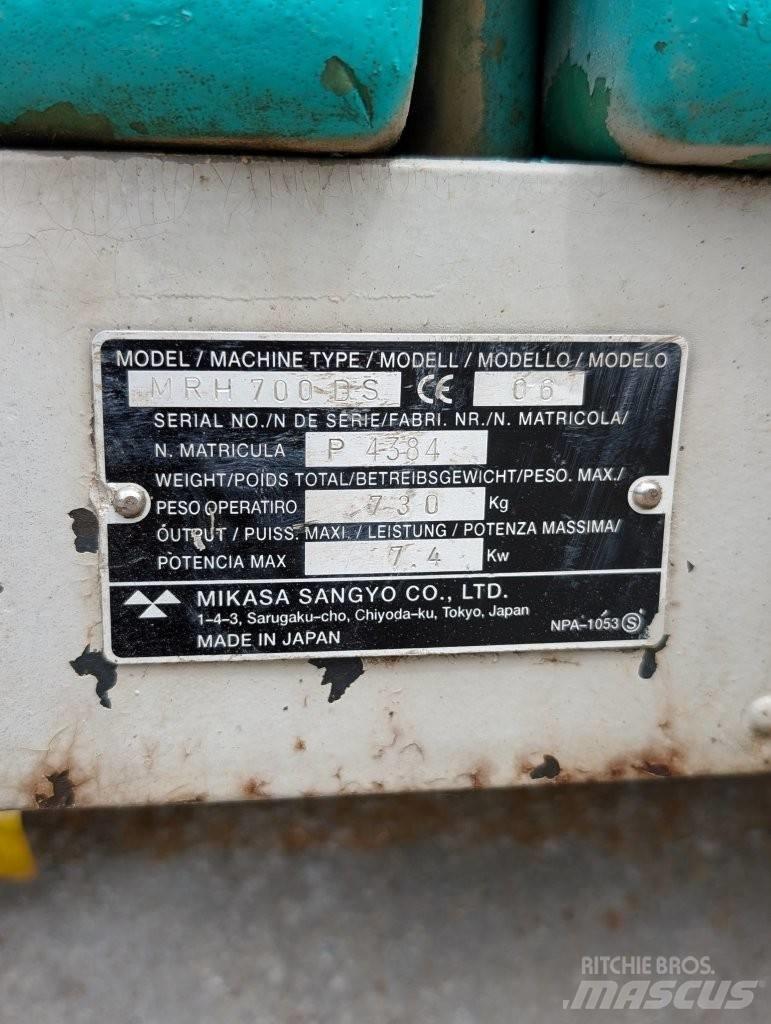 MODEL / MACHINE TYPE / MODELL / MODELLO / MODELO
MRH 700 DS CE 06
SERIAL NO./N DE SERIE/FABRI. NR./N. MATRICOLA/
N. MATRICULA P 4384
WEIGHT/POIDS TOTAL/BETREIBSGEWICHT/PESO. MAX./
PESO OPERATIRO 730 Kg
OUTPUT / PUISS. MAXI. / LEISTUNG / POTENZA MASSIMA/
POTENCIA MAX 7.4 Kw
MIKASA SANGYO CO., LTD.
1-4-3, Sarugaku-cho, Chiyoda-ku, Tokyo, Japan
MADE IN JAPAN NPA-1053 S
RITCHIE BROS.
MASCUS